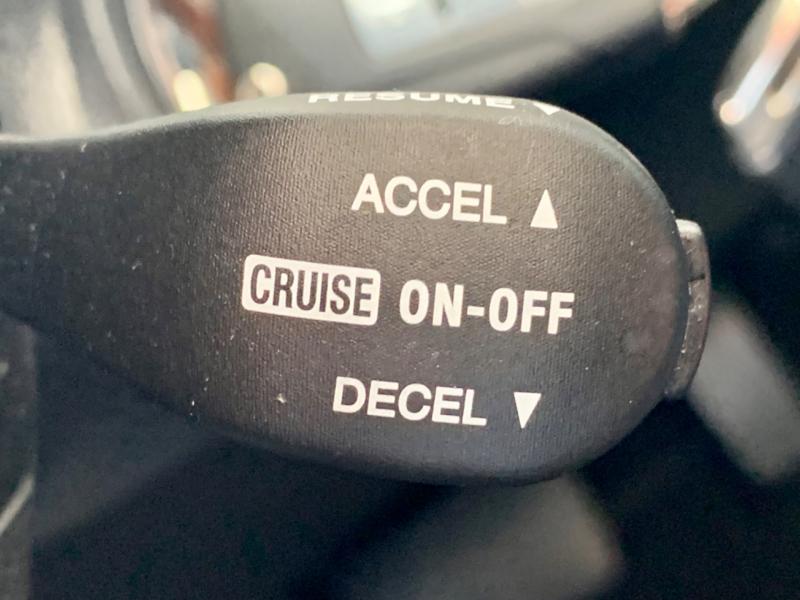 RESUME ▼
ACCEL ▲
CRUISE ON-OFF
DECEL ▼